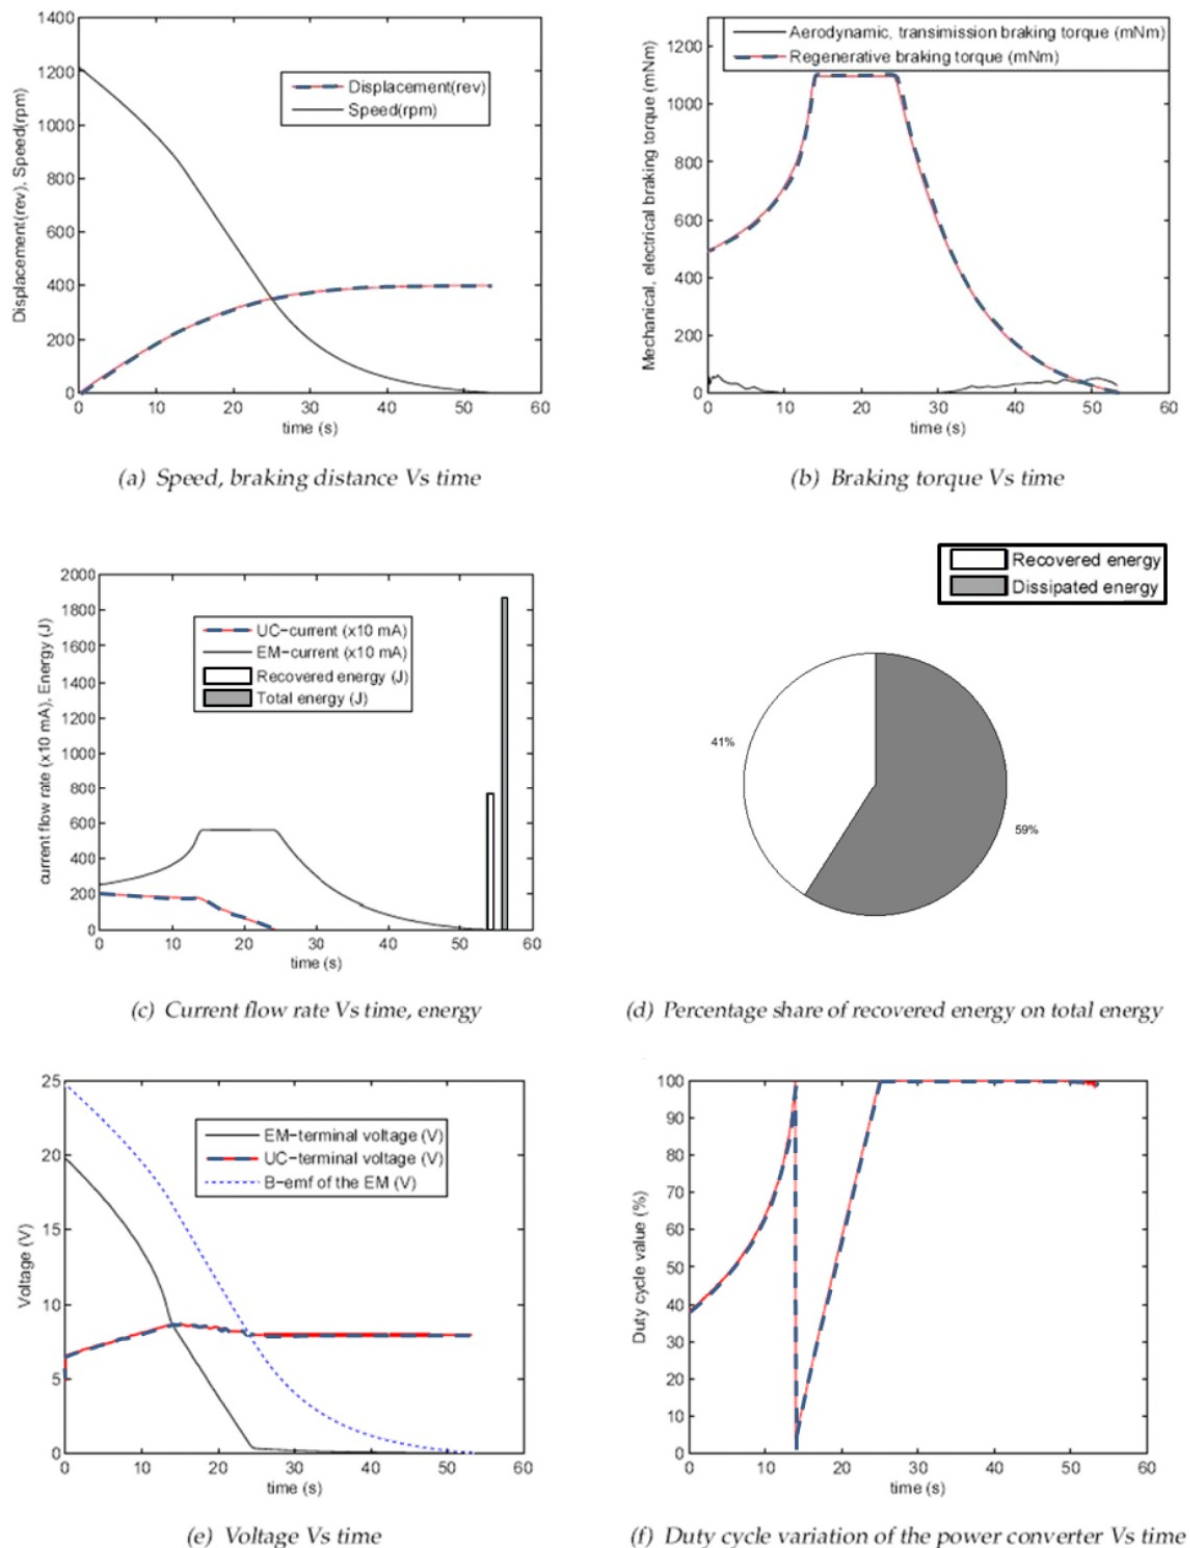 1400
1200
1000
800
600
400
200
0
0 10 20 30 40 50 60
Displacement(rev), Speed(rpm)
Displacement(rev)
Speed(rpm)
time (s)
(a) Speed, braking distance Vs time
1200
1000
800
600
400
200
0
0 10 20 30 40 50 60
Mechanical, electrical braking torque (mNm)
Aerodynamic, transimission braking torque (mNm)
Regenerative braking torque (mNm)
time (s)
(b) Braking torque Vs time
2000
1800
1600
1400
1200
1000
800
600
400
200
0
0 10 20 30 40 50 60
current flow rate (x10 mA), Energy (J)
UC-current (x10 mA)
EM-current (x10 mA)
Recovered energy (J)
Total energy (J)
time (s)
(c) Current flow rate Vs time, energy
Recovered energy
Dissipated energy
41%
59%
(d) Percentage share of recovered energy on total energy
25
20
15
10
5
0
0 10 20 30 40 50 60
Voltage (V)
EM-terminal voltage (V)
UC-terminal voltage (V)
B-emf of the EM (V)
time (s)
(e) Voltage Vs time
100
90
80
70
60
50
40
30
20
10
0
0 10 20 30 40 50 60
Duty cycle value (%)
time (s)
(f) Duty cycle variation of the power converter Vs time